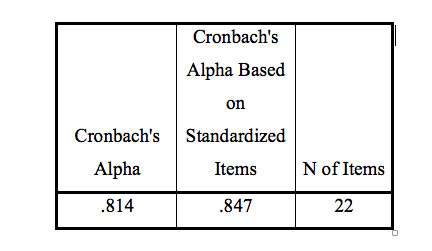 Cronbach's
Alpha
Cronbach's
Alpha Based
on
Standardized
Items
N of Items
.814
.847
22